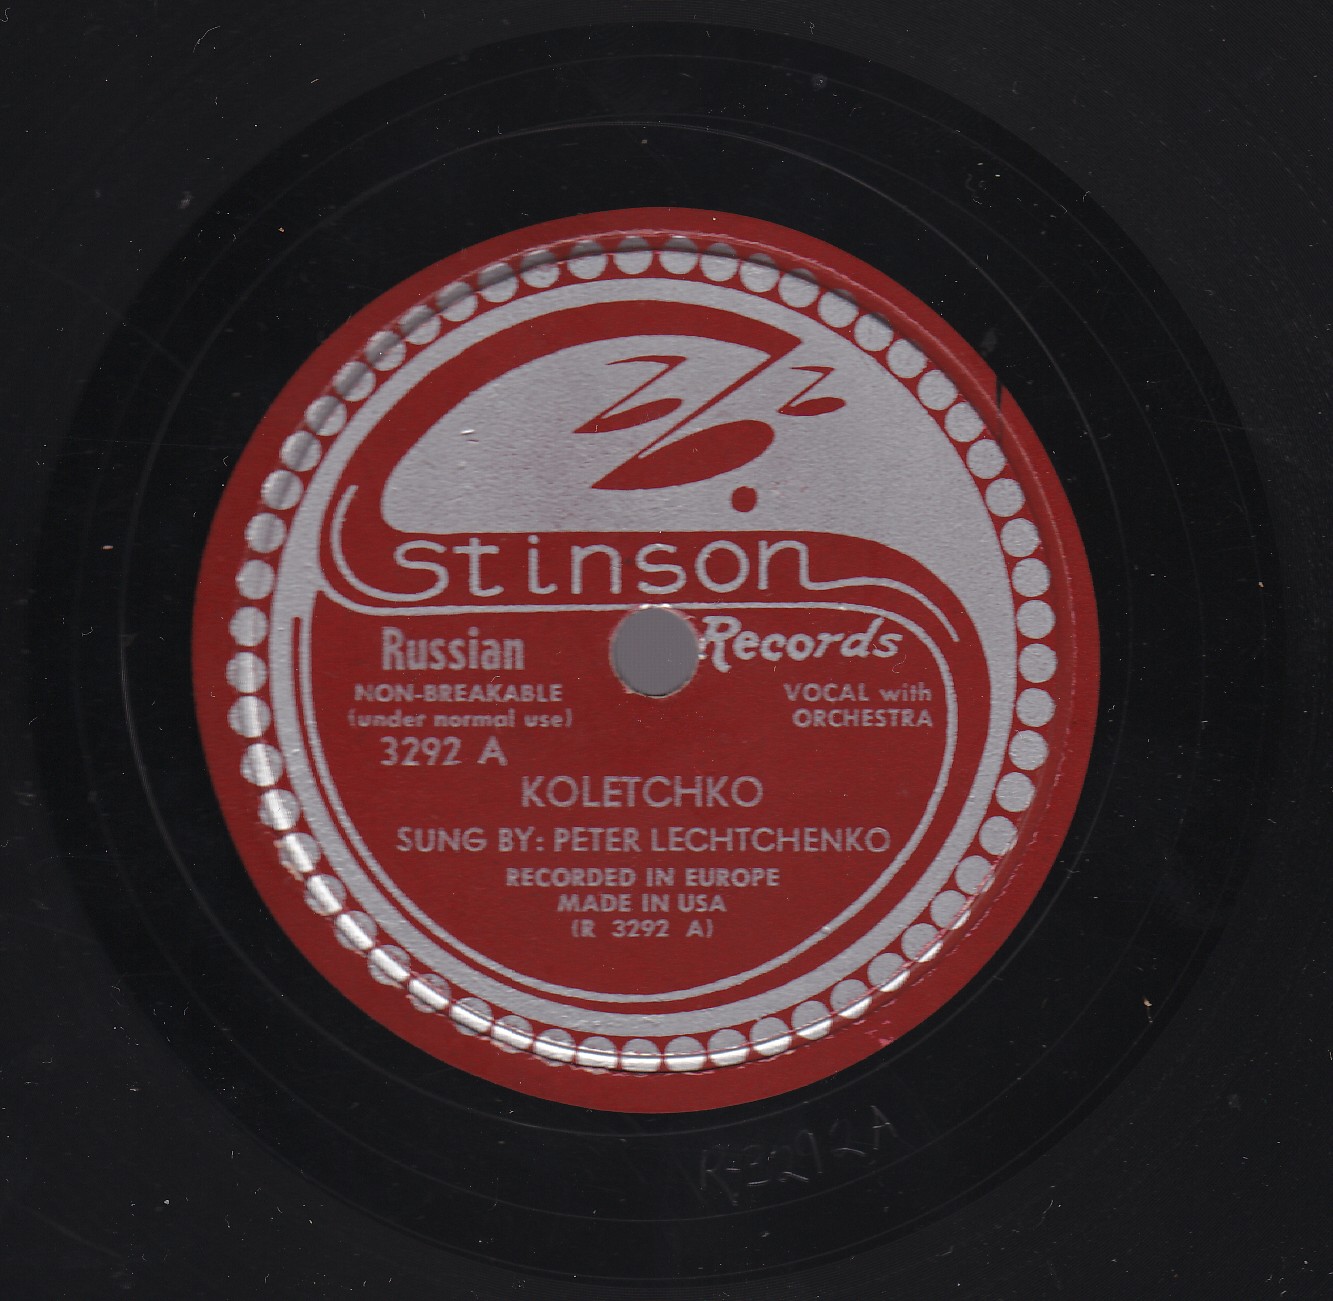 stinson
Records
Russian
NON-BREAKABLE
(under normal use)
3292 A
VOCAL with
ORCHESTRA
KOLETCHKO
SUNG BY: PETER LECHTCHENKO
RECORDED IN EUROPE
MADE IN USA
(R 3292 A)
R-3292A